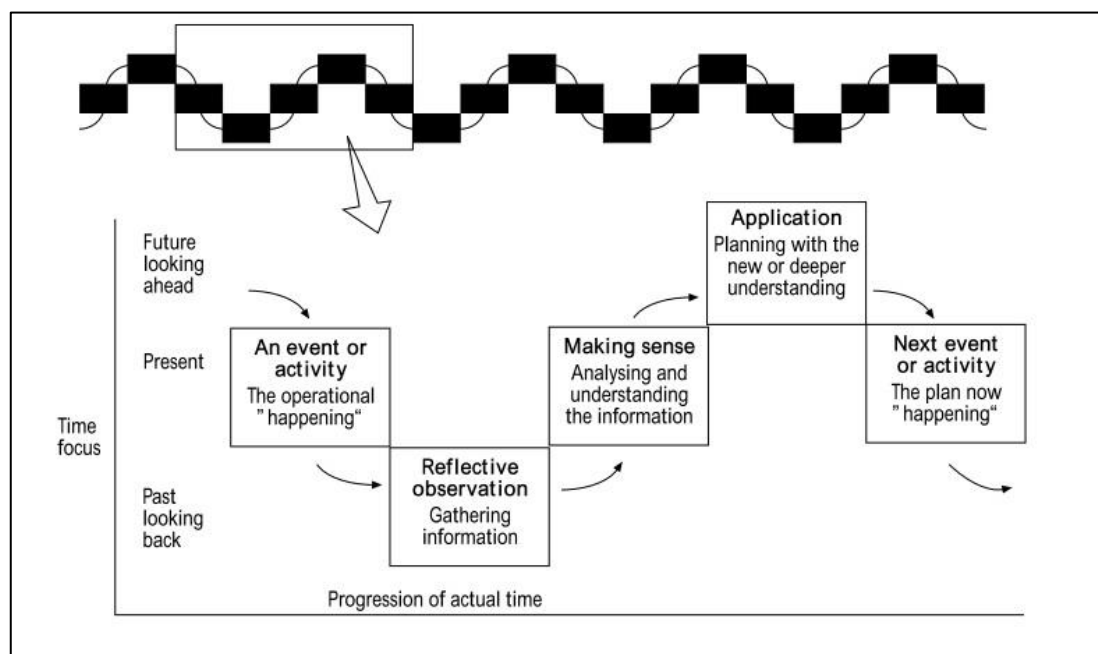 Application
Planning with the
new or deeper
understanding
Future
looking
ahead
Present
An event or
activity
The operational
" happening“
Making sense
Analysing and
understanding
the information
Next event
or activity
The plan now
" happening“
Time
focus
Reflective
observation
Gathering
information
Past
looking
back
Progression of actual time